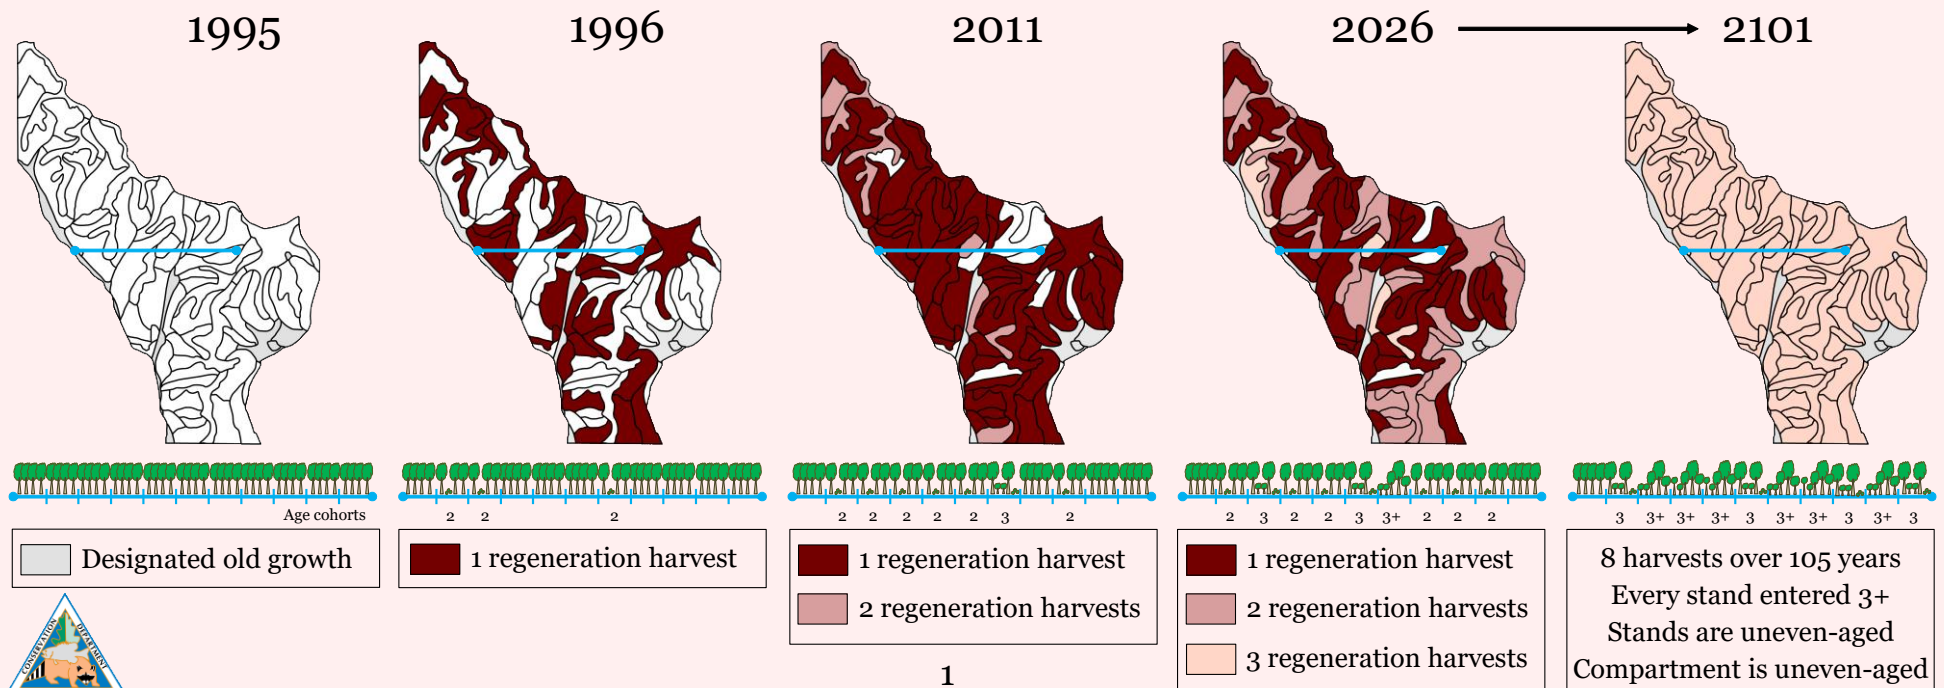 1995
1996
2011
2026
2101
Age cohorts
2 2 2
2 2 2 2 2 3 2
2 3 2 2 3 3+ 2 2 2
3 3+ 3+ 3+ 3 3+ 3+ 3 3+ 3
Designated old growth
1 regeneration harvest
1 regeneration harvest
2 regeneration harvests
1 regeneration harvest
2 regeneration harvests
3 regeneration harvests
8 harvests over 105 years
Every stand entered 3+
Stands are uneven-aged
Compartment is uneven-aged
CONSERVATION
DEPARTMENT
1